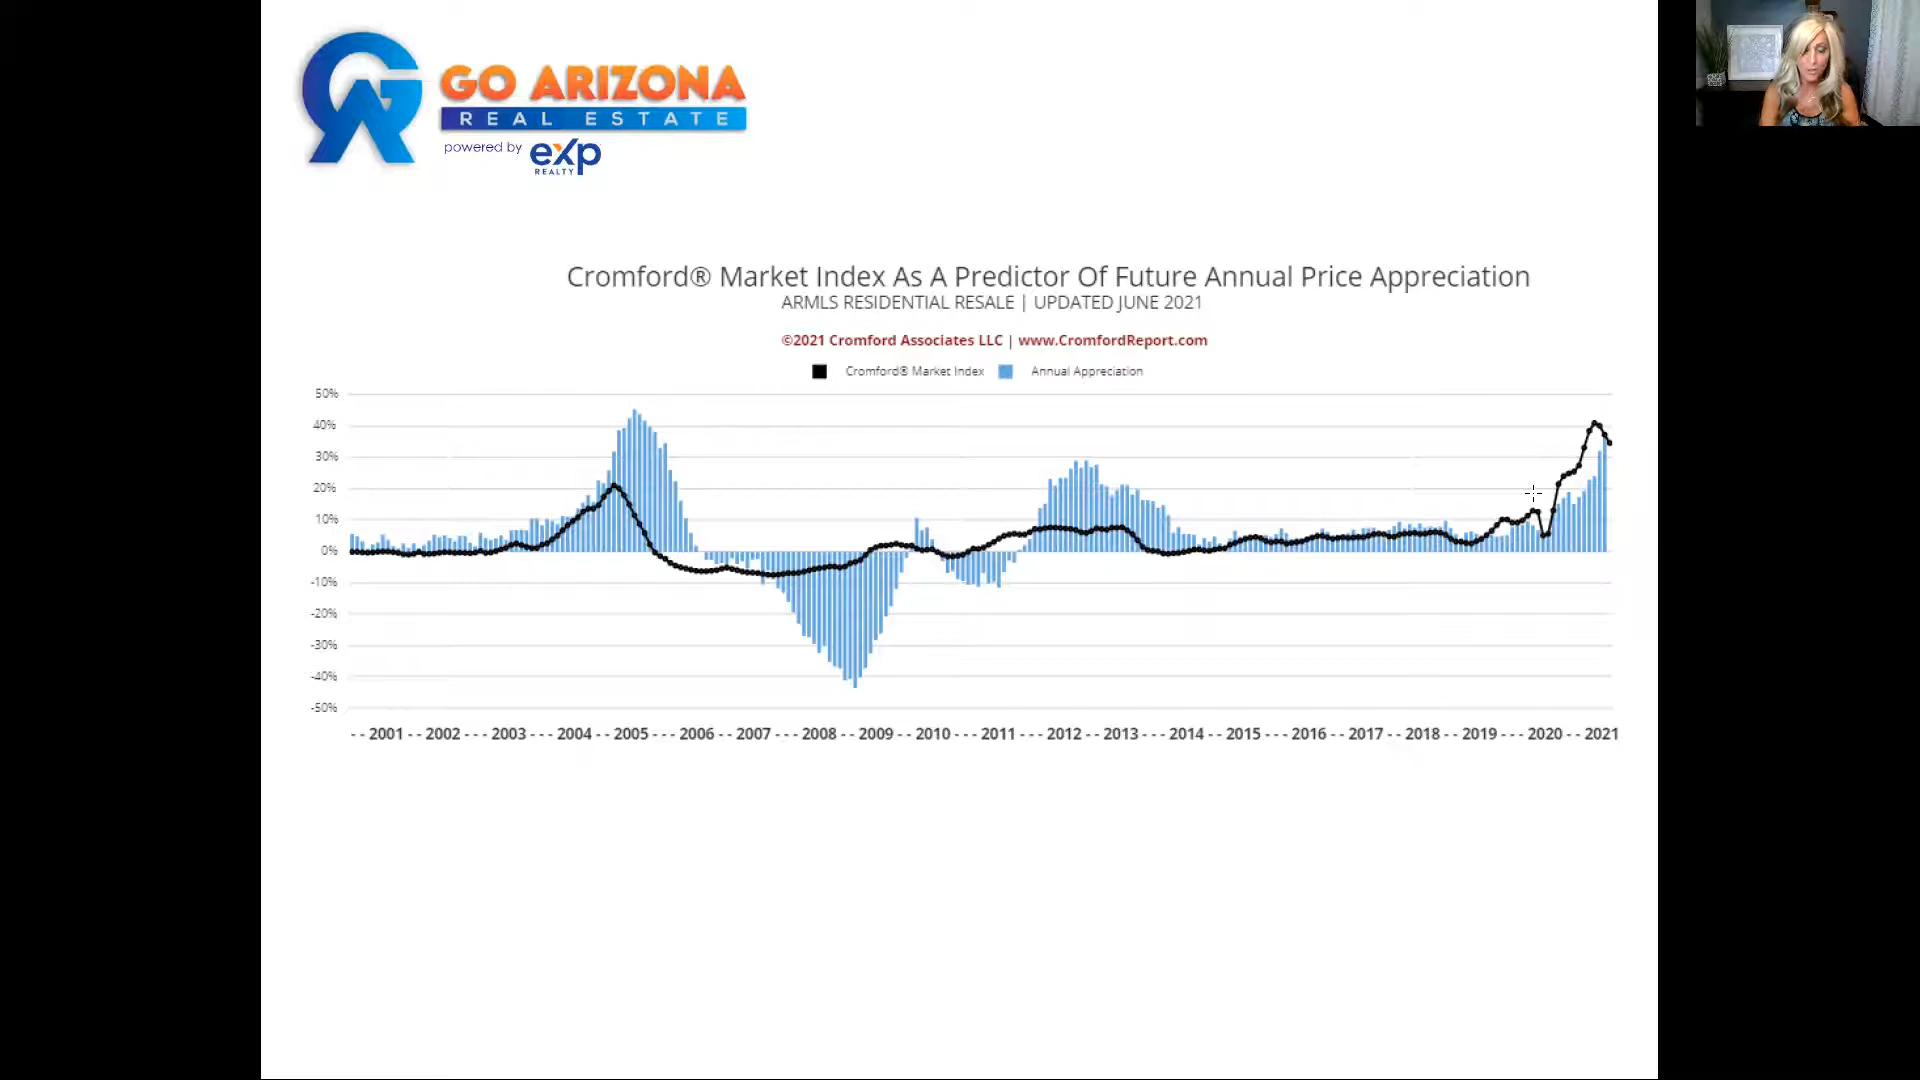 GO ARIZONA
REAL ESTATE
powered by eXp
REALTY
Cromford® Market Index As A Predictor Of Future Annual Price Appreciation
ARMLS RESIDENTIAL RESALE | UPDATED JUNE 2021
©2021 Cromford Associates LLC | www.CromfordReport.com
Cromford® Market Index Annual Appreciation
50%
40%
30%
20%
10%
0%
-10%
-20%
-30%
-40%
-50%
- - 2001 - - 2002 - - - 2003 - - - 2004 - - 2005 - - - 2006 - - 2007 - - - 2008 - - 2009 - - 2010 - - - 2011 - - - 2012 - - 2013 - - - 2014 - - 2015 - - - 2016 - - 2017 - - 2018 - - 2019 - - - 2020 - - 2021